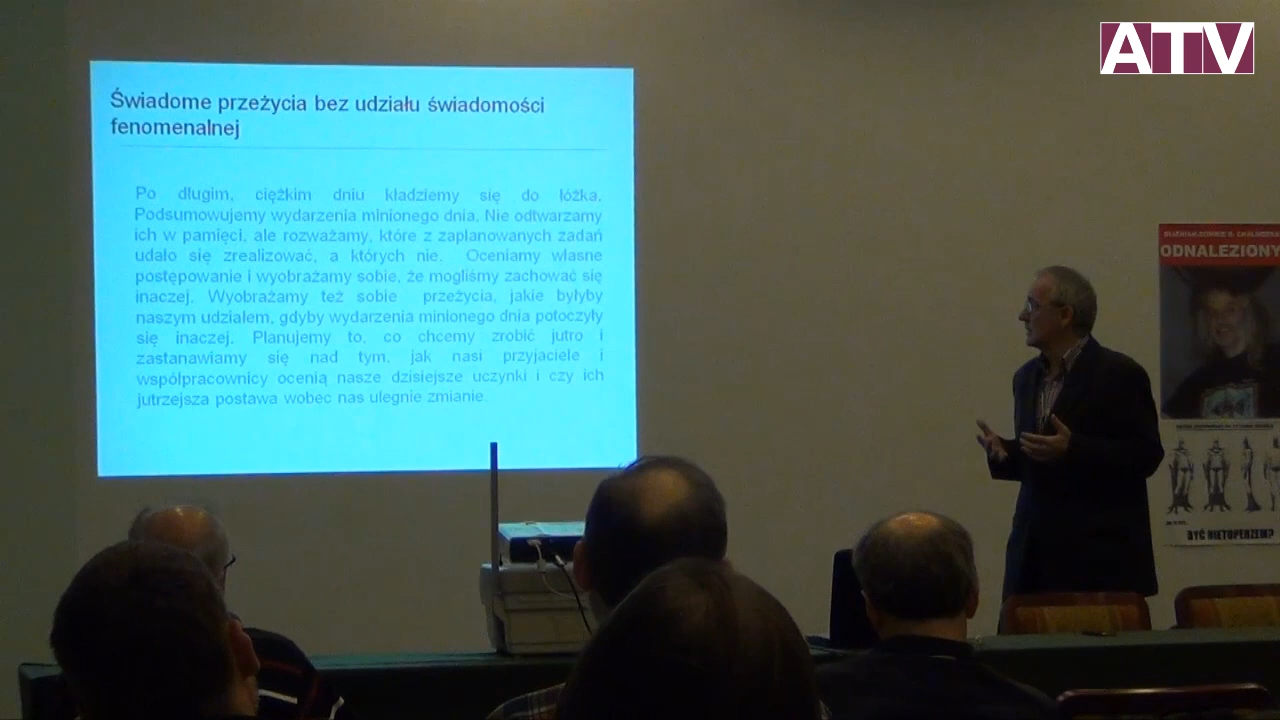 ATV
Świadome przeżycia bez udziału świadomości
fenomenalnej
Po długim, ciężkim dniu kładziemy się do łóżka.
Podsumowujemy wydarzenia minionego dnia. Nie odtwarzamy
ich w pamięci, ale rozważamy, które z zaplanowanych zadań
udało się zrealizować, a których nie. Oceniamy własne
postępowanie i wyobrażamy sobie, że mogliśmy zachować się
inaczej. Wyobrażamy też sobie przeżycia, jakie byłyby
naszym udziałem, gdyby wydarzenia minionego dnia potoczyły
się inaczej. Planujemy to, co chcemy zrobić jutro i
zastanawiamy się nad tym, jak nasi przyjaciele i
współpracownicy ocenią nasze dzisiejsze uczynki i czy ich
jutrzejsza postawa wobec nas ulegnie zmianie.
ODNALEZIONY
BYĆ NIETOPERZEM?